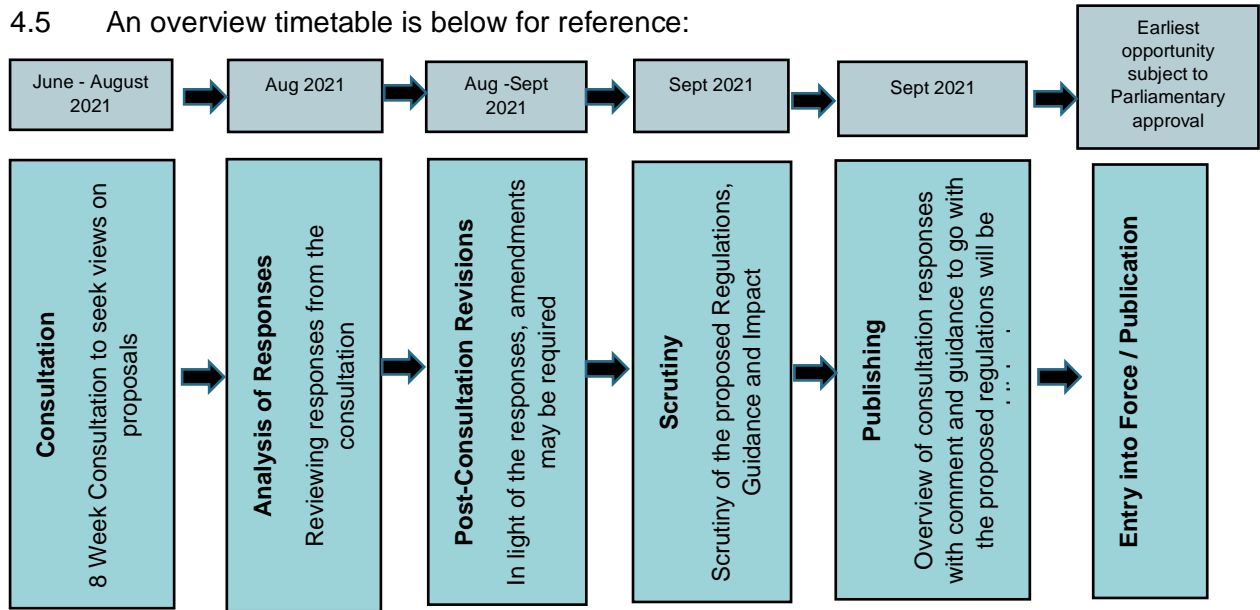 4.5 An overview timetable is below for reference:
June - August
2021
Aug 2021
Aug -Sept
2021
Sept 2021
Sept 2021
Earliest
opportunity
subject to
Parliamentary
approval
Consultation
8 Week Consultation to seek views on
proposals
Analysis of Responses
Reviewing responses from the
consultation
Post-Consultation Revisions
In light of the responses, amendments
may be required
Scrutiny
Scrutiny of the proposed Regulations,
Guidance and Impact
Publishing
Overview of consultation responses
with comment and guidance to go with
the proposed regulations will be
Entry into Force / Publication